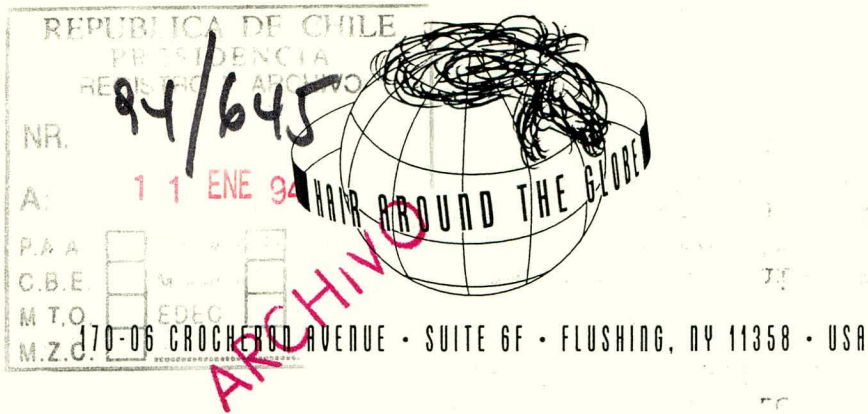 REPUBLICA DE CHILE
PRESIDENCIA
REGISTRO ARCHIVO
NR. 94/645
A: 11 ENE 94
P.A.A.
C.B.E.
M.T.O. EDEC
M.Z.C.
ARCHIVO
HAIR AROUND THE GLOBE
170-06 CROCHERON AVENUE • SUITE 6F • FLUSHING, NY 11358 • USA